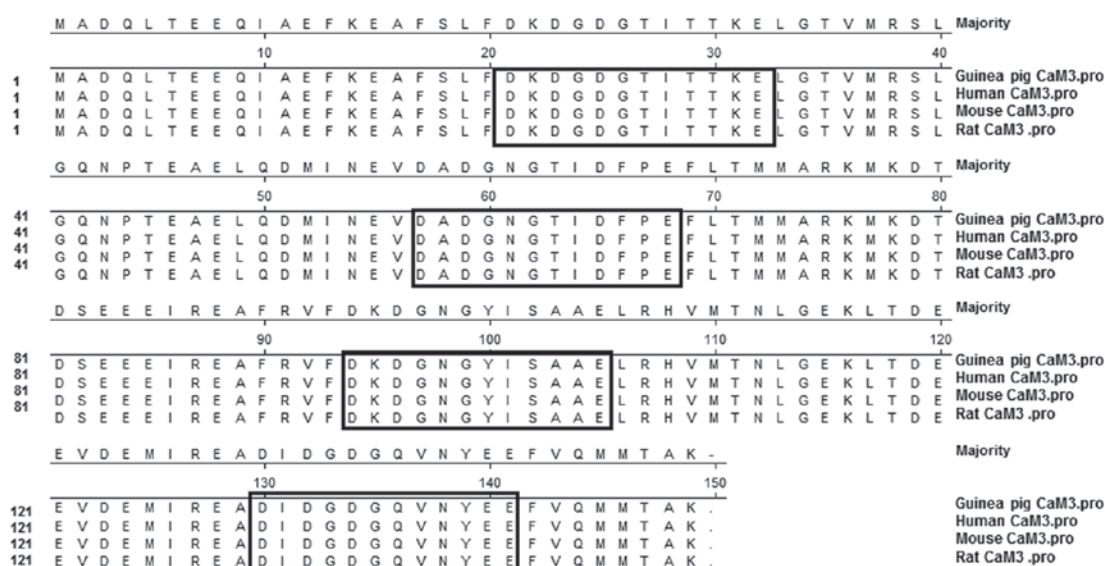 M A D Q L T E E Q I A E F K E A F S L F D K D G D G T I T T K E L G T V M R S L Majority
10 20 30 40
1 M A D Q L T E E Q I A E F K E A F S L F D K D G D G T I T T K E L G T V M R S L Guinea pig CaM3.pro
1 M A D Q L T E E Q I A E F K E A F S L F D K D G D G T I T T K E L G T V M R S L Human CaM3.pro
1 M A D Q L T E E Q I A E F K E A F S L F D K D G D G T I T T K E L G T V M R S L Mouse CaM3.pro
1 M A D Q L T E E Q I A E F K E A F S L F D K D G D G T I T T K E L G T V M R S L Rat CaM3 .pro
G Q N P T E A E L Q D M I N E V D A D G N G T I D F P E F L T M M A R K M K D T Majority
50 60 70 80
41 G Q N P T E A E L Q D M I N E V D A D G N G T I D F P E F L T M M A R K M K D T Guinea pig CaM3.pro
41 G Q N P T E A E L Q D M I N E V D A D G N G T I D F P E F L T M M A R K M K D T Human CaM3.pro
41 G Q N P T E A E L Q D M I N E V D A D G N G T I D F P E F L T M M A R K M K D T Mouse CaM3.pro
41 G Q N P T E A E L Q D M I N E V D A D G N G T I D F P E F L T M M A R K M K D T Rat CaM3 .pro
D S E E E I R E A F R V F D K D G N G Y I S A A E L R H V M T N L G E K L T D E Majority
90 100 110 120
81 D S E E E I R E A F R V F D K D G N G Y I S A A E L R H V M T N L G E K L T D E Guinea pig CaM3.pro
81 D S E E E I R E A F R V F D K D G N G Y I S A A E L R H V M T N L G E K L T D E Human CaM3.pro
81 D S E E E I R E A F R V F D K D G N G Y I S A A E L R H V M T N L G E K L T D E Mouse CaM3.pro
81 D S E E E I R E A F R V F D K D G N G Y I S A A E L R H V M T N L G E K L T D E Rat CaM3 .pro
E V D E M I R E A D I D G D G Q V N Y E E F V Q M M T A K - Majority
130 140 150
121 E V D E M I R E A D I D G D G Q V N Y E E F V Q M M T A K . Guinea pig CaM3.pro
121 E V D E M I R E A D I D G D G Q V N Y E E F V Q M M T A K . Human CaM3.pro
121 E V D E M I R E A D I D G D G Q V N Y E E F V Q M M T A K . Mouse CaM3.pro
121 E V D E M I R E A D I D G D G Q V N Y E E F V Q M M T A K . Rat CaM3 .pro